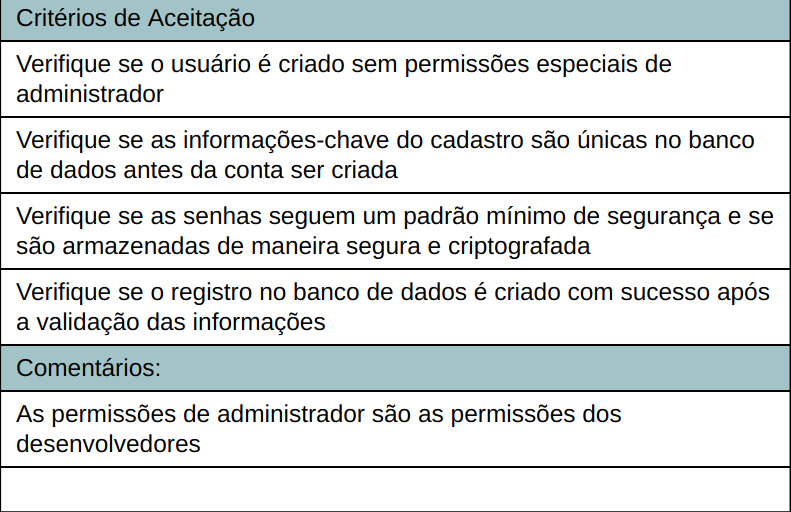 Critérios de Aceitação
Verifique se o usuário é criado sem permissões especiais de
administrador
Verifique se as informações-chave do cadastro são únicas no banco
de dados antes da conta ser criada
Verifique se as senhas seguem um padrão mínimo de segurança e se
são armazenadas de maneira segura e criptografada
Verifique se o registro no banco de dados é criado com sucesso após
a validação das informações
Comentários:
As permissões de administrador são as permissões dos
desenvolvedores